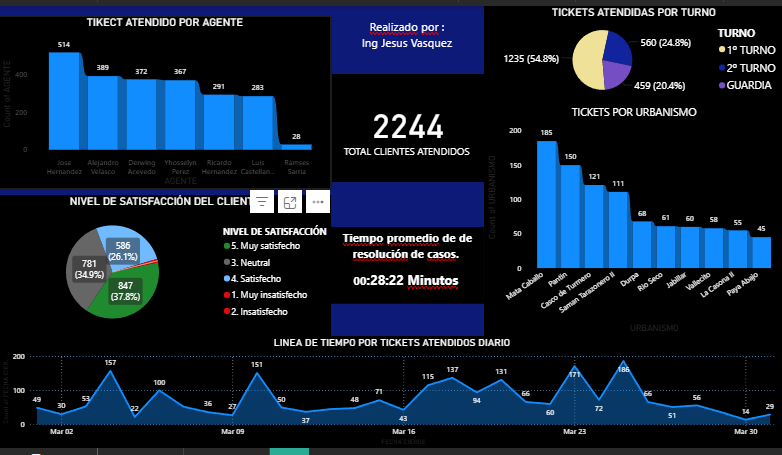 TIKECT ATENDIDO POR AGENTE
Count of AGENTE
400
200
0
514
389
372
367
291
283
28
Jose Hernandez
Alejandro Velasco
Derwing Acevedo
Yhosselyn Perez
Ricardo Hernandez
Luis Castellan...
Ramses Sarria
AGENTE
Realizado por :
Ing Jesus Vasquez
2244
TOTAL CLIENTES ATENDIDOS
Tiempo promedio de de
resolución de casos.
00:28:22 Minutos
TICKETS ATENDIDAS POR TURNO
1235 (54.8%)
560 (24.8%)
459 (20.4%)
TURNO
1º TURNO
2º TURNO
GUARDIA
TICKETS POR URBANISMO
Count of URBANISMO
200
150
100
50
0
185
150
121
111
68
61
60
58
55
45
Mata Caballo
Pantin
Casco de Turmero
Saman Tarazonero II
Durpa
Rio Seco
Jabillar
Vallecito
La Casona II
Paya Abajo
URBANISMO
NIVEL DE SATISFACCIÓN DEL CLIENT
586
(26.1%)
781
(34.9%)
847
(37.8%)
NIVEL DE SATISFACCIÓN
5. Muy satisfecho
3. Neutral
4. Satisfecho
1. Muy insatisfecho
2. Insatisfecho
LINEA DE TIEMPO POR TICKETS ATENDIDOS DIARIO
200
100
0
49
30
53
157
22
100
36
27
151
50
37
48
71
43
115
137
94
131
66
60
171
72
186
66
51
56
14
29
Mar 02
Mar 09
Mar 16
Mar 23
Mar 30
FECHA CIERRE